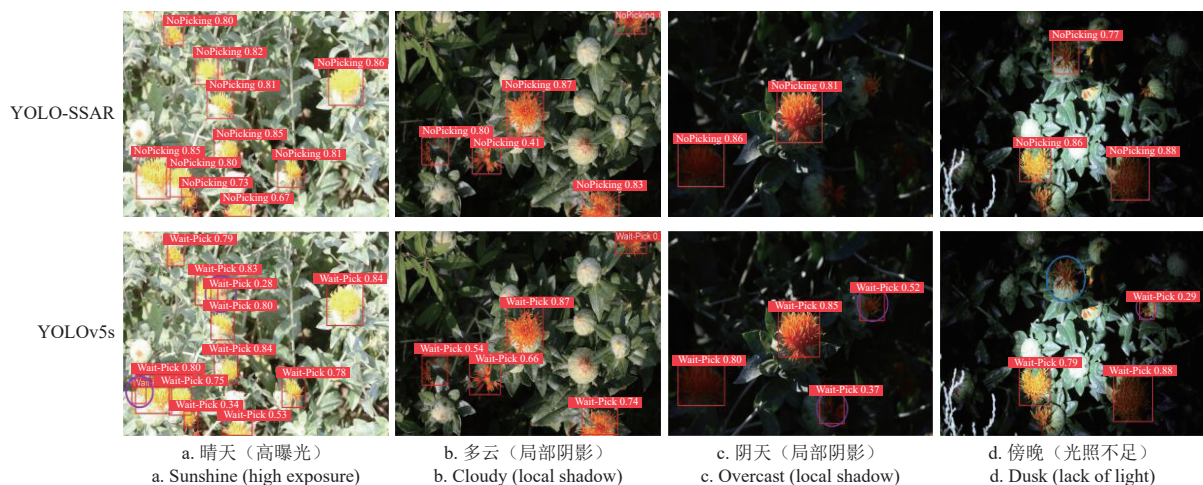 NoPicking 0.80
NoPicking 0.82
NoPicking 0.86
NoPicking 0.81
NoPicking 0.85
NoPicking 0.85
NoPicking 0.81
NoPicking 0.80
NoPicking 0.73
NoPicking 0.67
NoPicking
NoPicking 0.87
NoPicking 0.80
NoPicking 0.41
NoPicking 0.83
NoPicking 0.81
NoPicking 0.86
NoPicking 0.77
NoPicking 0.86
NoPicking 0.88
YOLO-SSAR
Wait-Pick 0.79
Wait-Pick 0.83
Wait-Pick 0.28
Wait-Pick 0.84
Wait-Pick 0.80
Wait-Pick 0.84
Wait-Pick 0.80
Wait-Pick 0.78
Wai
Wait-Pick 0.75
Wait-Pick 0.34
Wait-Pick 0.53
Wait-Pick 0
Wait-Pick 0.87
Wait-Pick 0.54
Wait-Pick 0.66
Wait-Pick 0.74
Wait-Pick 0.52
Wait-Pick 0.85
Wait-Pick 0.80
Wait-Pick 0.37
Wait-Pick 0.29
Wait-Pick 0.79
Wait-Pick 0.88
YOLOv5s
a. 晴天（高曝光）
a. Sunshine (high exposure)
b. 多云（局部阴影）
b. Cloudy (local shadow)
c. 阴天（局部阴影）
c. Overcast (local shadow)
d. 傍晚（光照不足）
d. Dusk (lack of light)